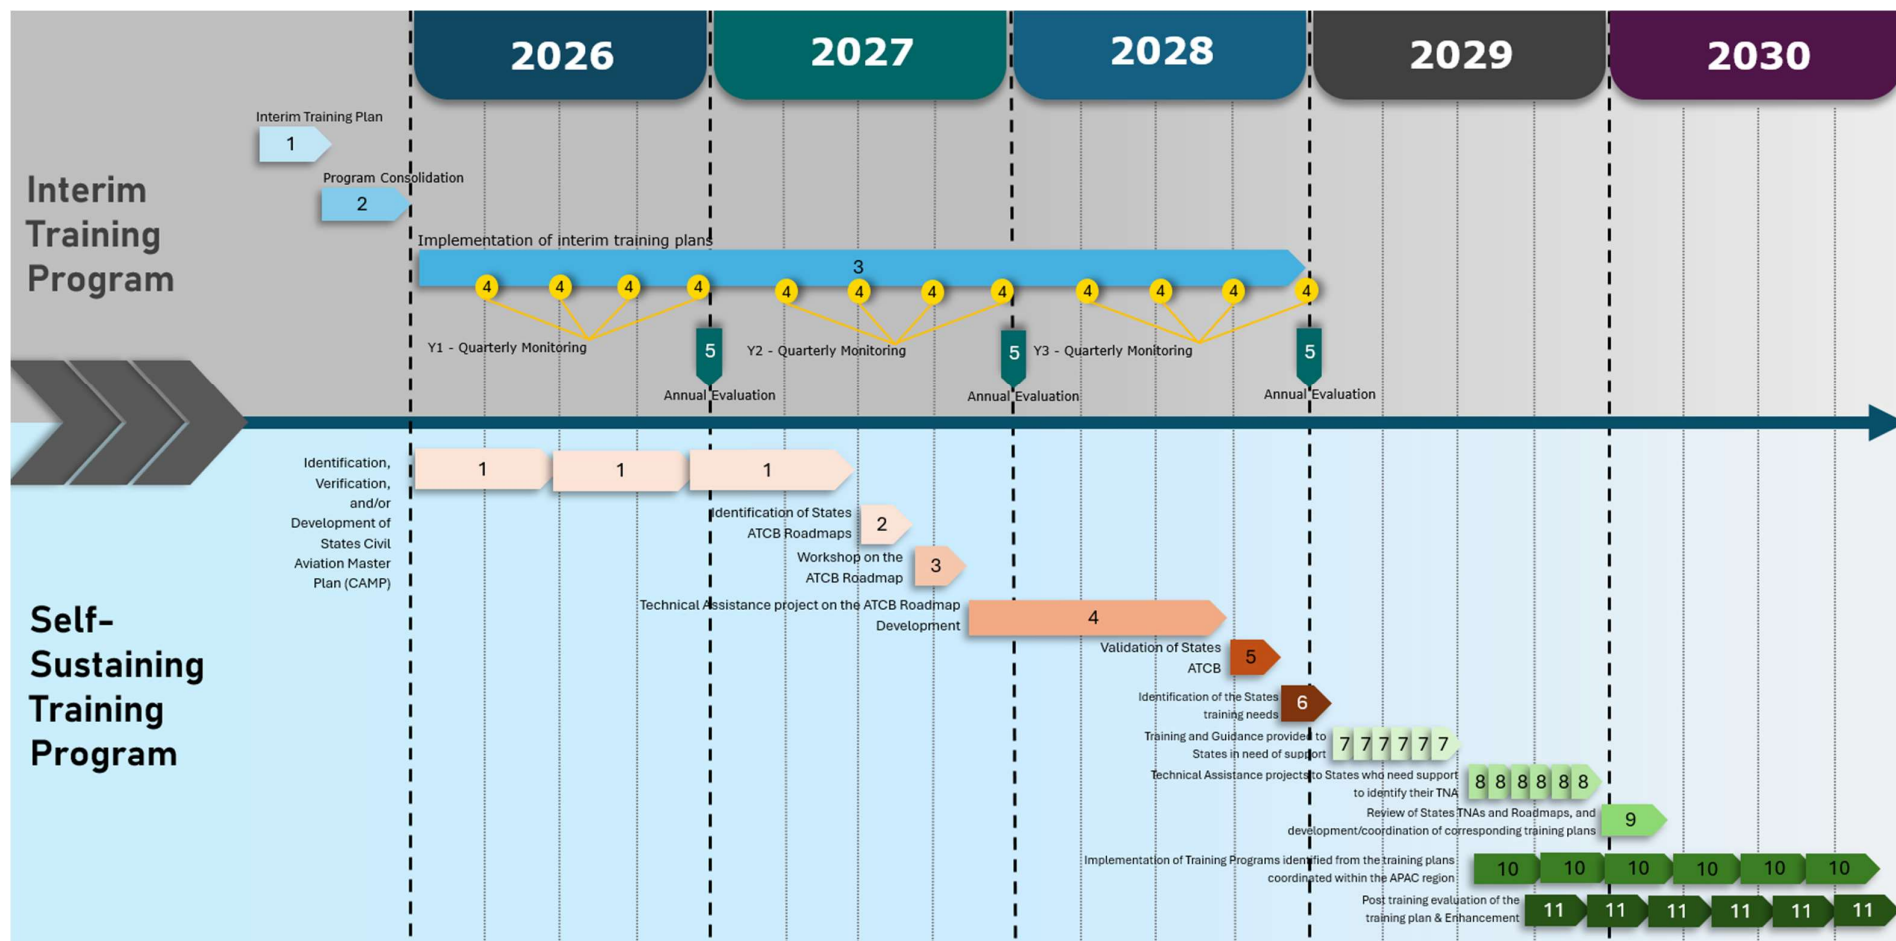 2026
2027
2028
2029
2030
Interim Training Plan
1
Program Consolidation
2
Interim
Training
Program
Implementation of interim training plans
3
4 4 4 4 4 4 4 4 4 4 4 4
Y1 - Quarterly Monitoring
5
Y2 - Quarterly Monitoring
5
Y3 - Quarterly Monitoring
5
Annual Evaluation
Annual Evaluation
Annual Evaluation
Identification,
Verification,
and/or
Development of
States Civil
Aviation Master
Plan (CAMP)
1 1 1
Identification of States
ATCB Roadmaps
2
Workshop on the
ATCB Roadmap
3
Self-
Sustaining
Training
Program
Technical Assistance project on the ATCB Roadmap
Development
4
Validation of States
ATCB
5
Identification of the States
training needs
6
Training and Guidance provided to
States in need of support
7 7 7 7 7 7
Technical Assistance projects to States who need support
to identify their TNA
8 8 8 8 8 8
Review of States TNAs and Roadmaps, and
development/coordination of corresponding training plans
9
Implementation of Training Programs identified from the training plans
coordinated within the APAC region
10 10 10 10 10 10
Post training evaluation of the
training plan & Enhancement
11 11 11 11 11 11